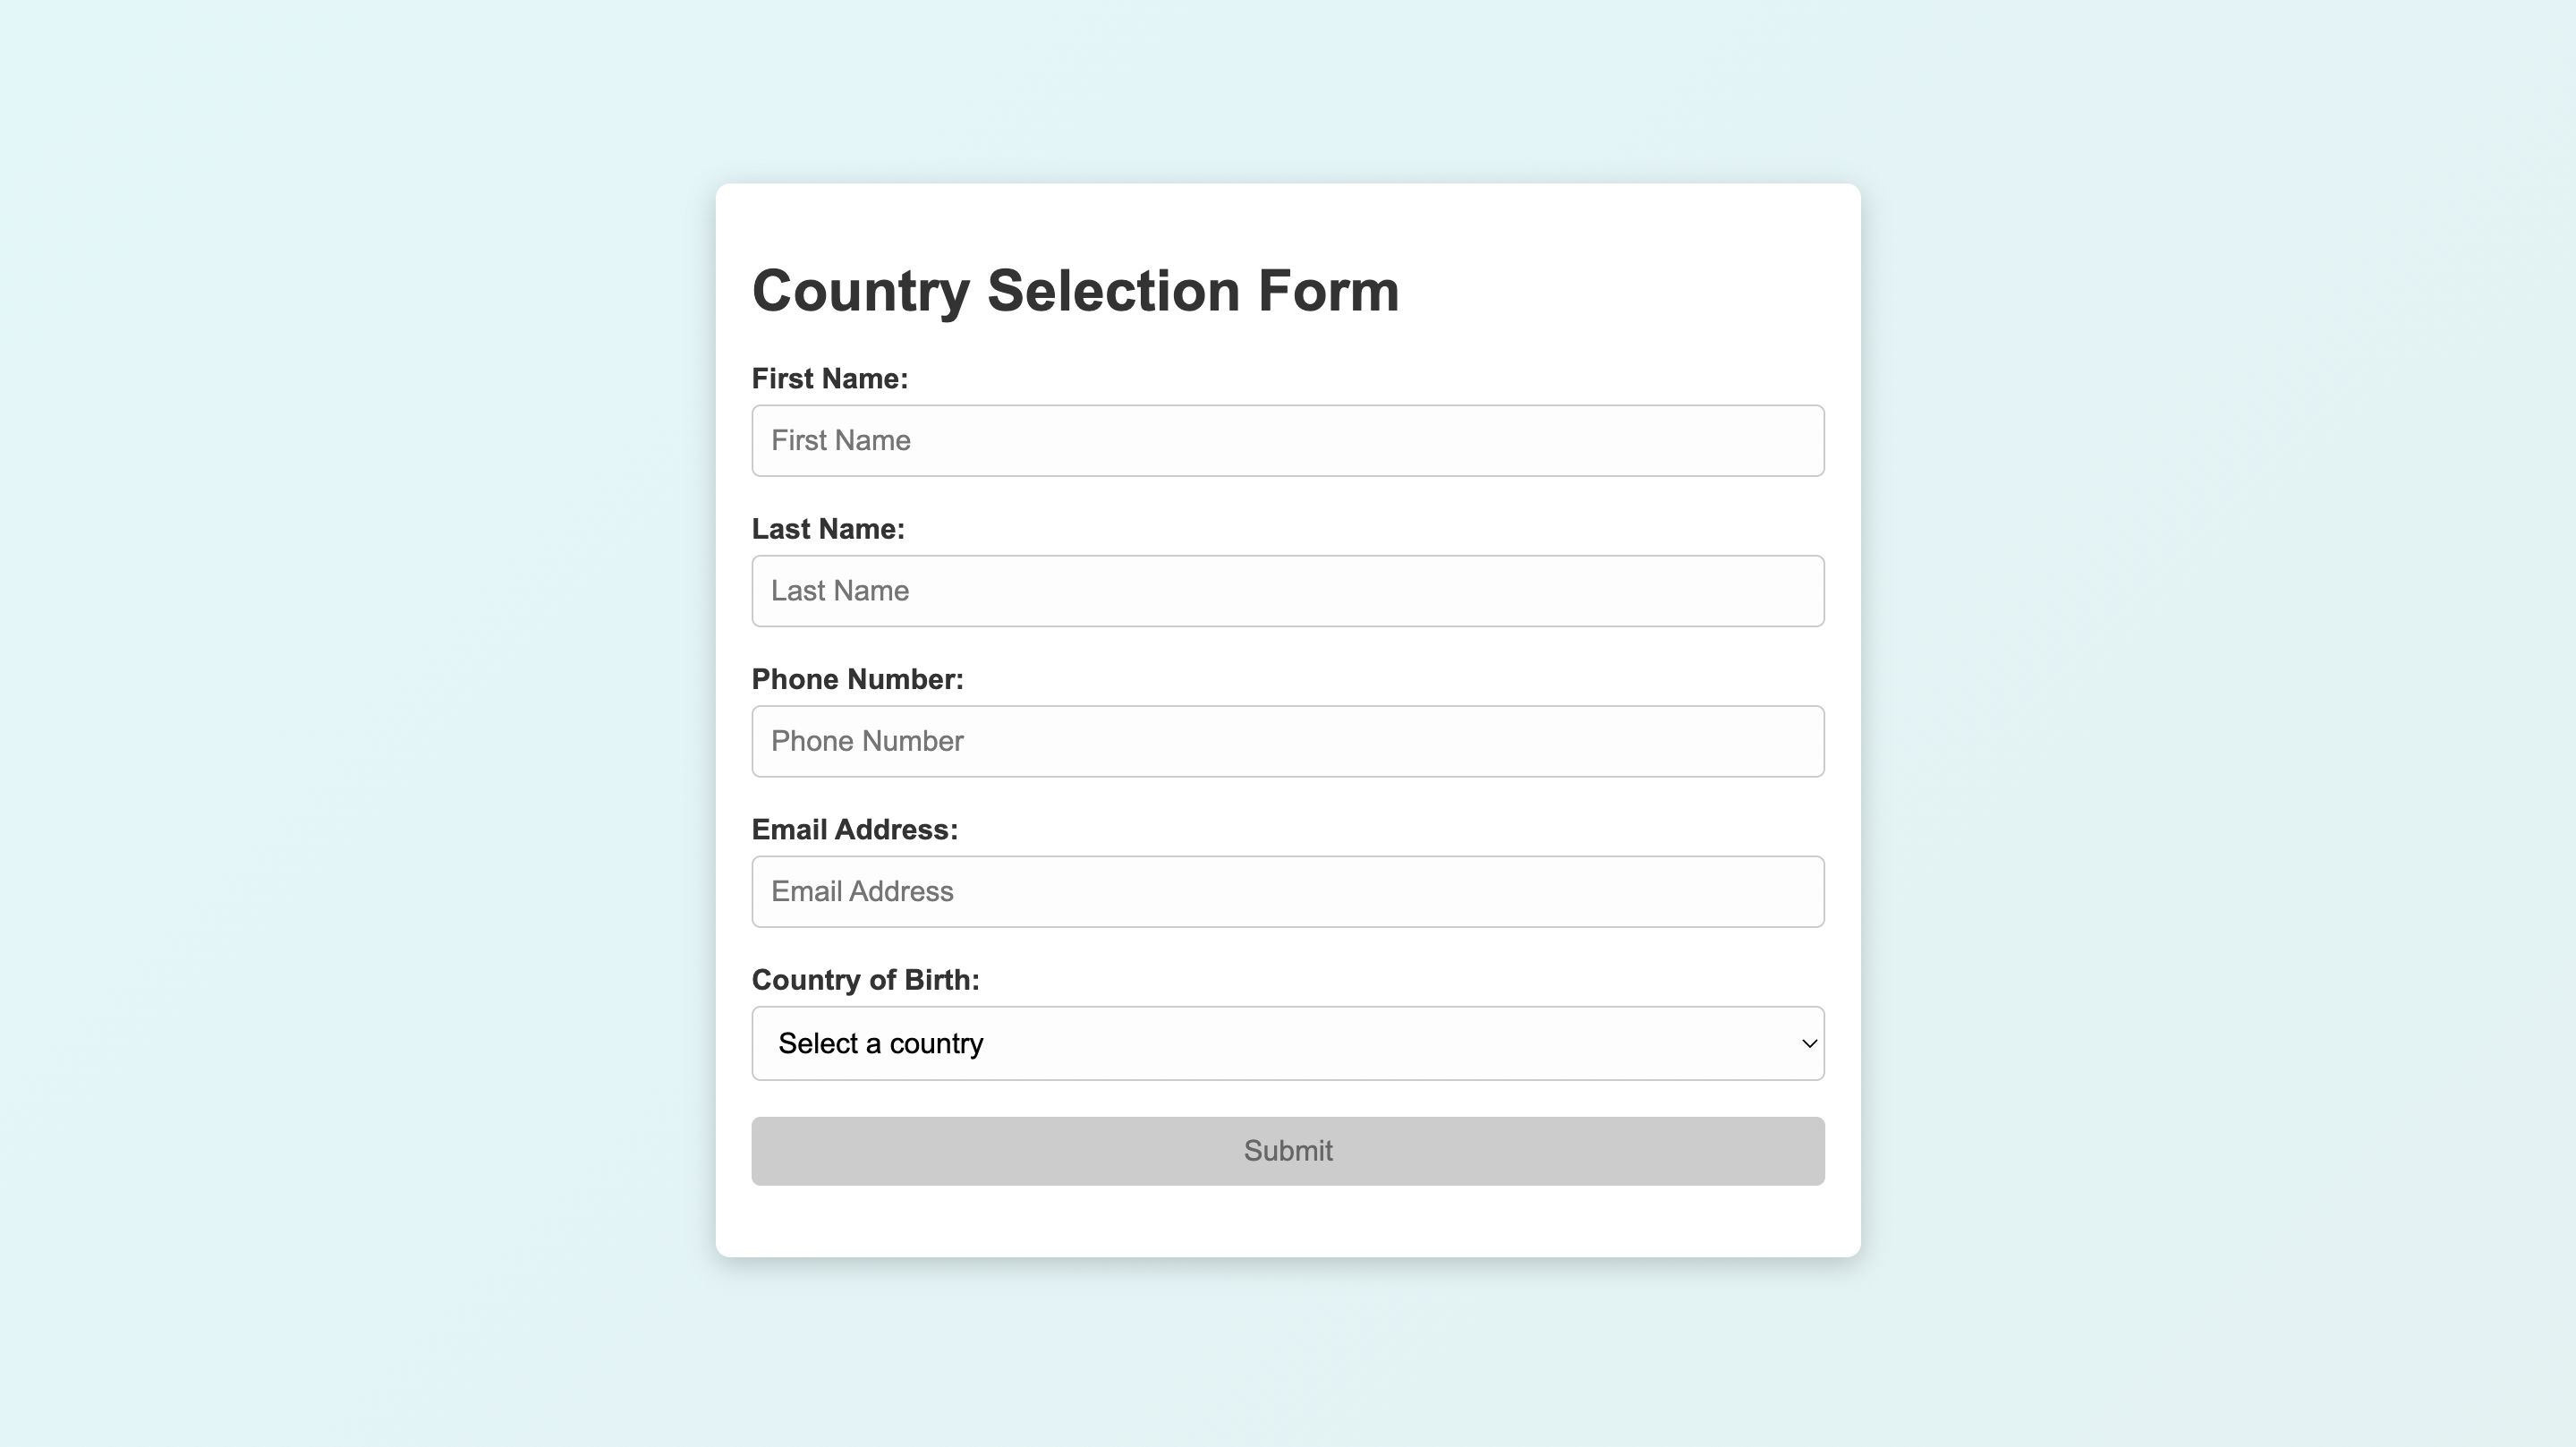 Country Selection Form
First Name:
First Name
Last Name:
Last Name
Phone Number:
Phone Number
Email Address:
Email Address
Country of Birth:
Select a country
Submit